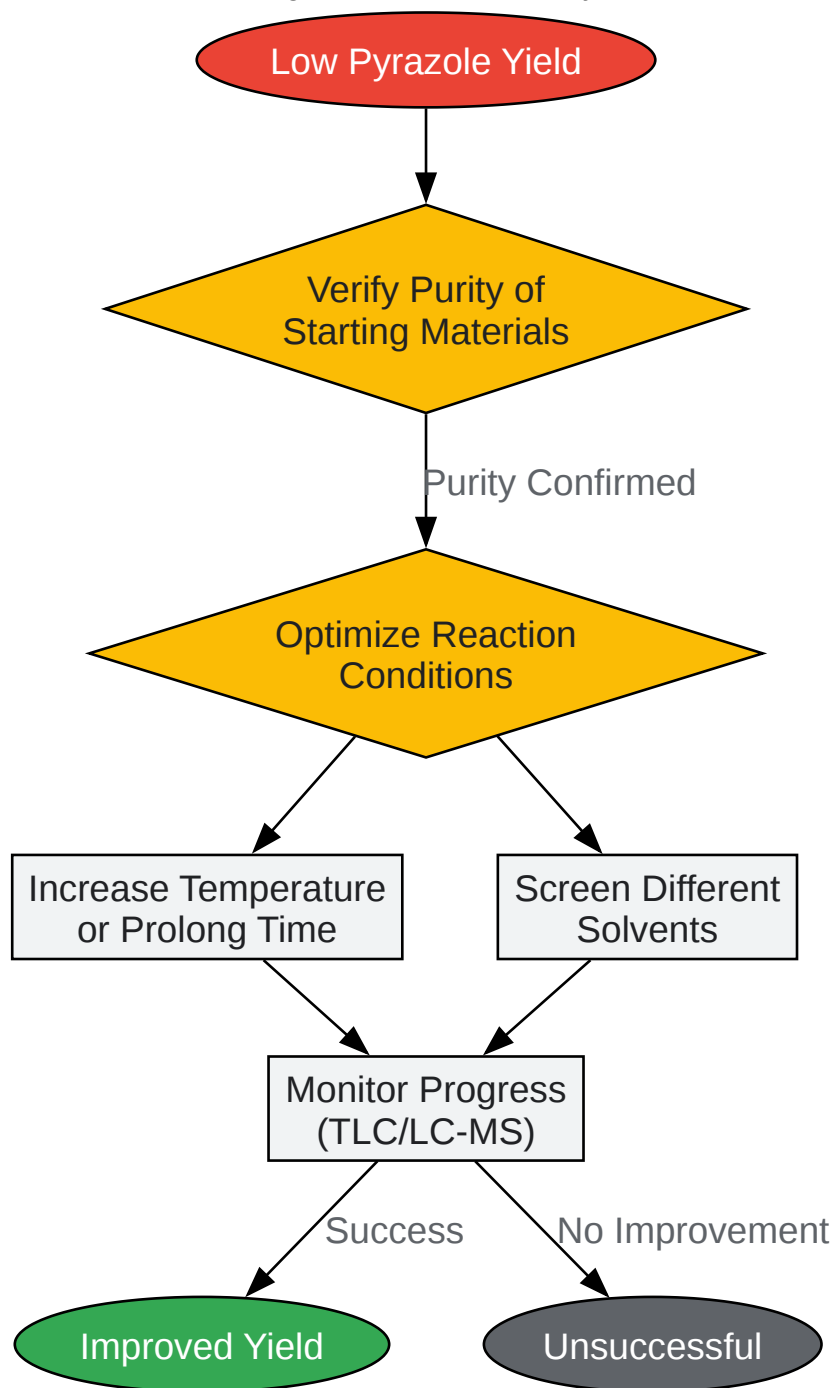 Low Pyrazole Yield
Verify Purity of
Starting Materials
Purity Confirmed
Optimize Reaction
Conditions
Increase Temperature
or Prolong Time
Screen Different
Solvents
Monitor Progress
(TLC/LC-MS)
Success
No Improvement
Improved Yield
Unsuccessful